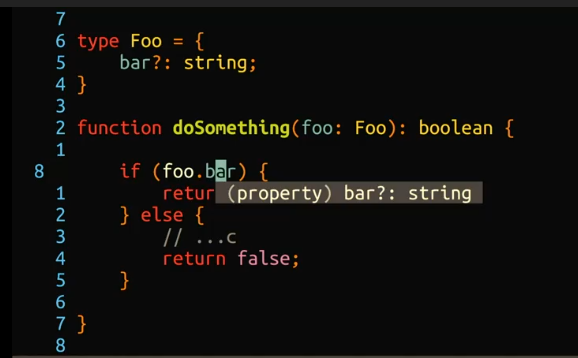 7
6 type Foo = {
5     bar?: string;
4 }
3
2 function doSomething(foo: Foo): boolean {
1
8     if (foo.bar) {
1         retur (property) bar?: string
2     } else {
3         // ...c
4         return false;
5     }
6
7 }
8